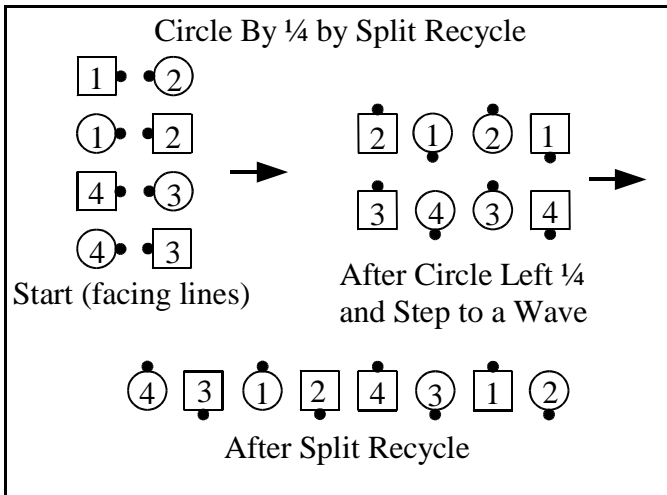 Circle By ¼ by Split Recycle
1 2
1 2
4 3
4 3
Start (facing lines)
2 1 2 1
3 4 3 4
After Circle Left ¼
and Step to a Wave
4 3 1 2 4 3 1 2
After Split Recycle